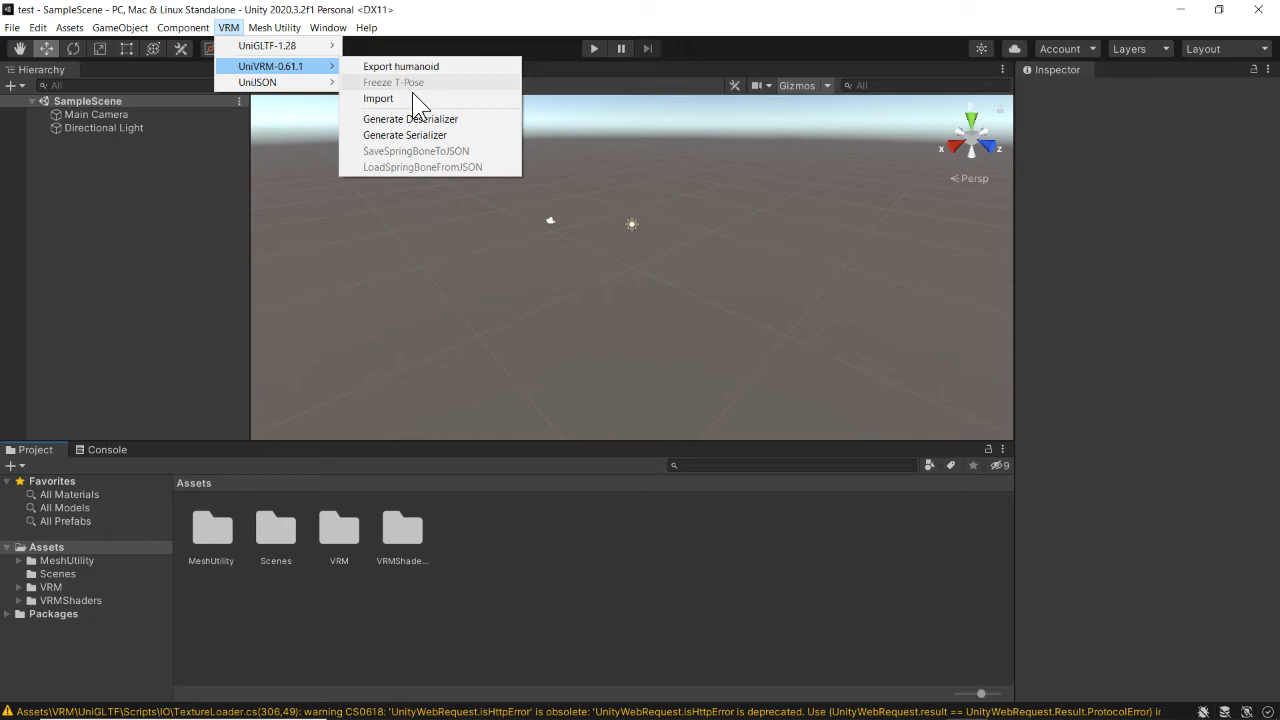 test - SampleScene - PC, Mac & Linux Standalone - Unity 2020.3.2f1 Personal <DX11>
File Edit Assets GameObject Component VRM Mesh Utility Window Help
UniGLTF-1.28
UniVRM-0.61.1
UniJSON
Export humanoid
Freeze T-Pose
Import
Generate Deserializer
Generate Serializer
SaveSpringBoneToJSON
LoadSpringBoneFromJSON
Account Layers Layout
Hierarchy
All
SampleScene
Main Camera
Directional Light
Gizmos All
y
x
z
Persp
Inspector
Project Console
9
Favorites
All Materials
All Models
All Prefabs
Assets
MeshUtility
Scenes
VRM
VRMShaders
Packages
Assets
MeshUtility Scenes VRM VRMShade...
Assets\VRM\UniGLTF\Scripts\IO\TextureLoader.cs(306,49): warning CS0618: 'UnityWebRequest.isHttpError' is obsolete: 'UnityWebRequest.isHttpError is deprecated. Use (UnityWebRequest.result == UnityWebRequest.Result.ProtocolError) ir